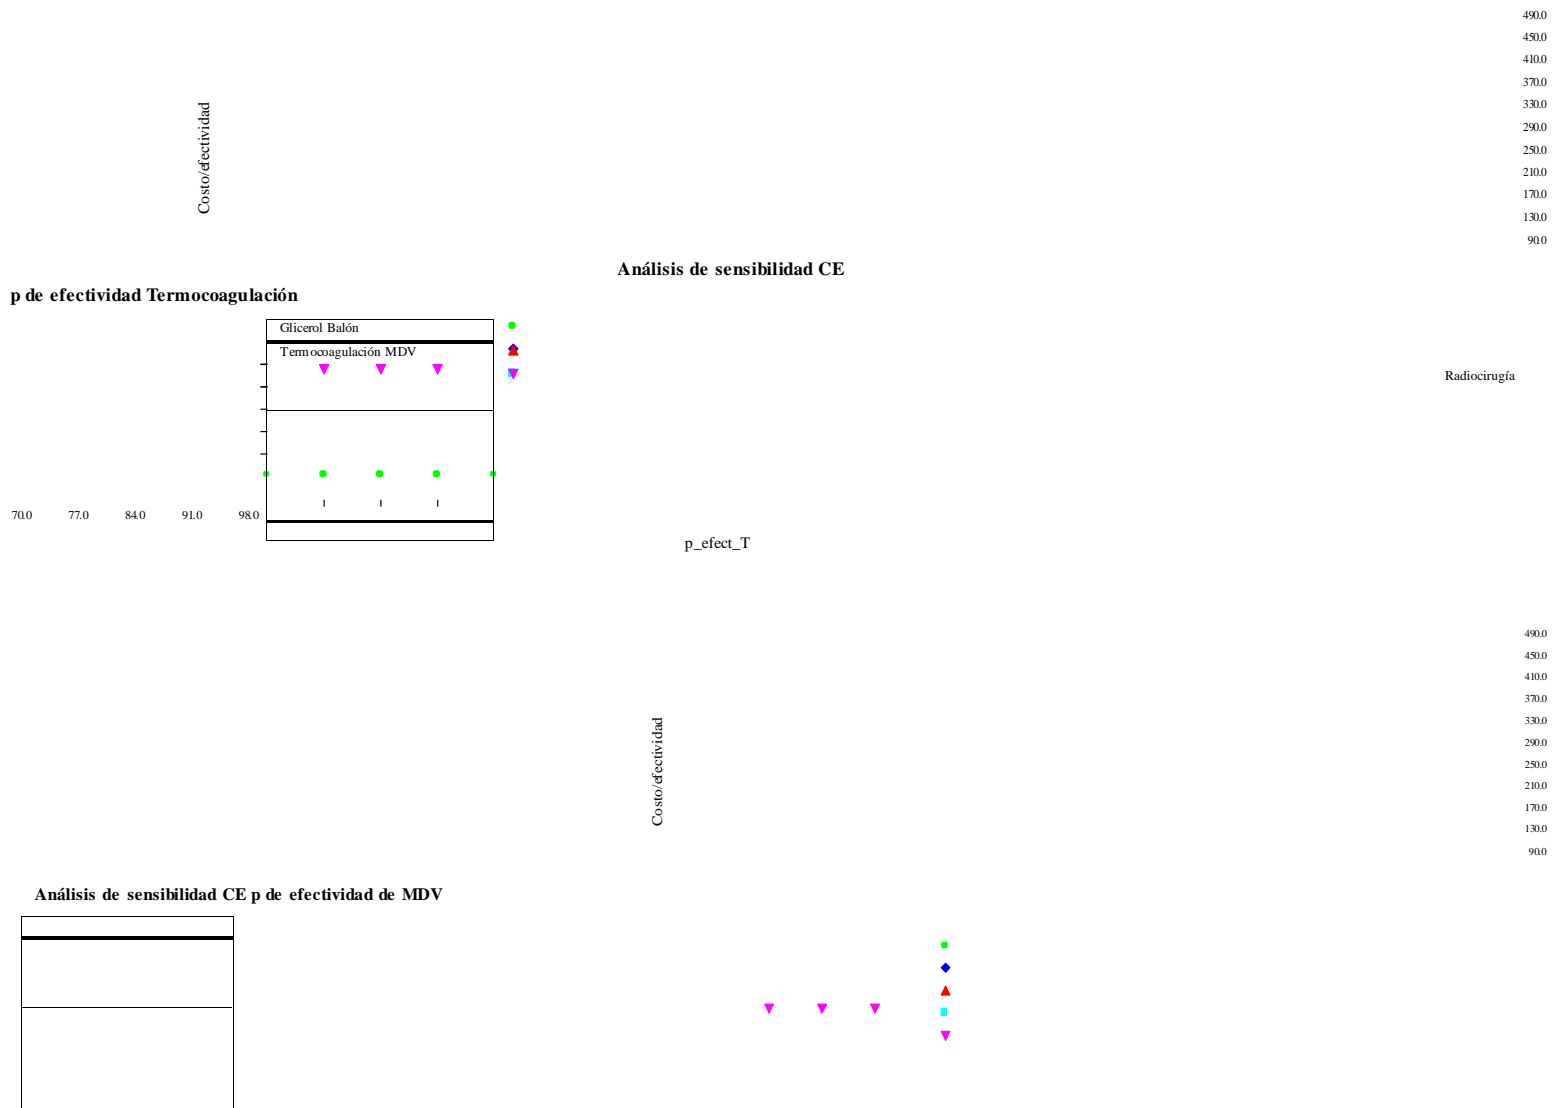 490.0
450.0
410.0
370.0
330.0
290.0
250.0
210.0
170.0
130.0
90.0
Costo/efectividad
Análisis de sensibilidad CE
p de efectividad Termocoagulación
Glicerol Balón
Termocoagulación MDV
Radiocirugía
70.0 77.0 84.0 91.0 98.0
p_efect_T
490.0
450.0
410.0
370.0
330.0
290.0
250.0
210.0
170.0
130.0
90.0
Costo/efectividad
Análisis de sensibilidad CE p de efectividad de MDV